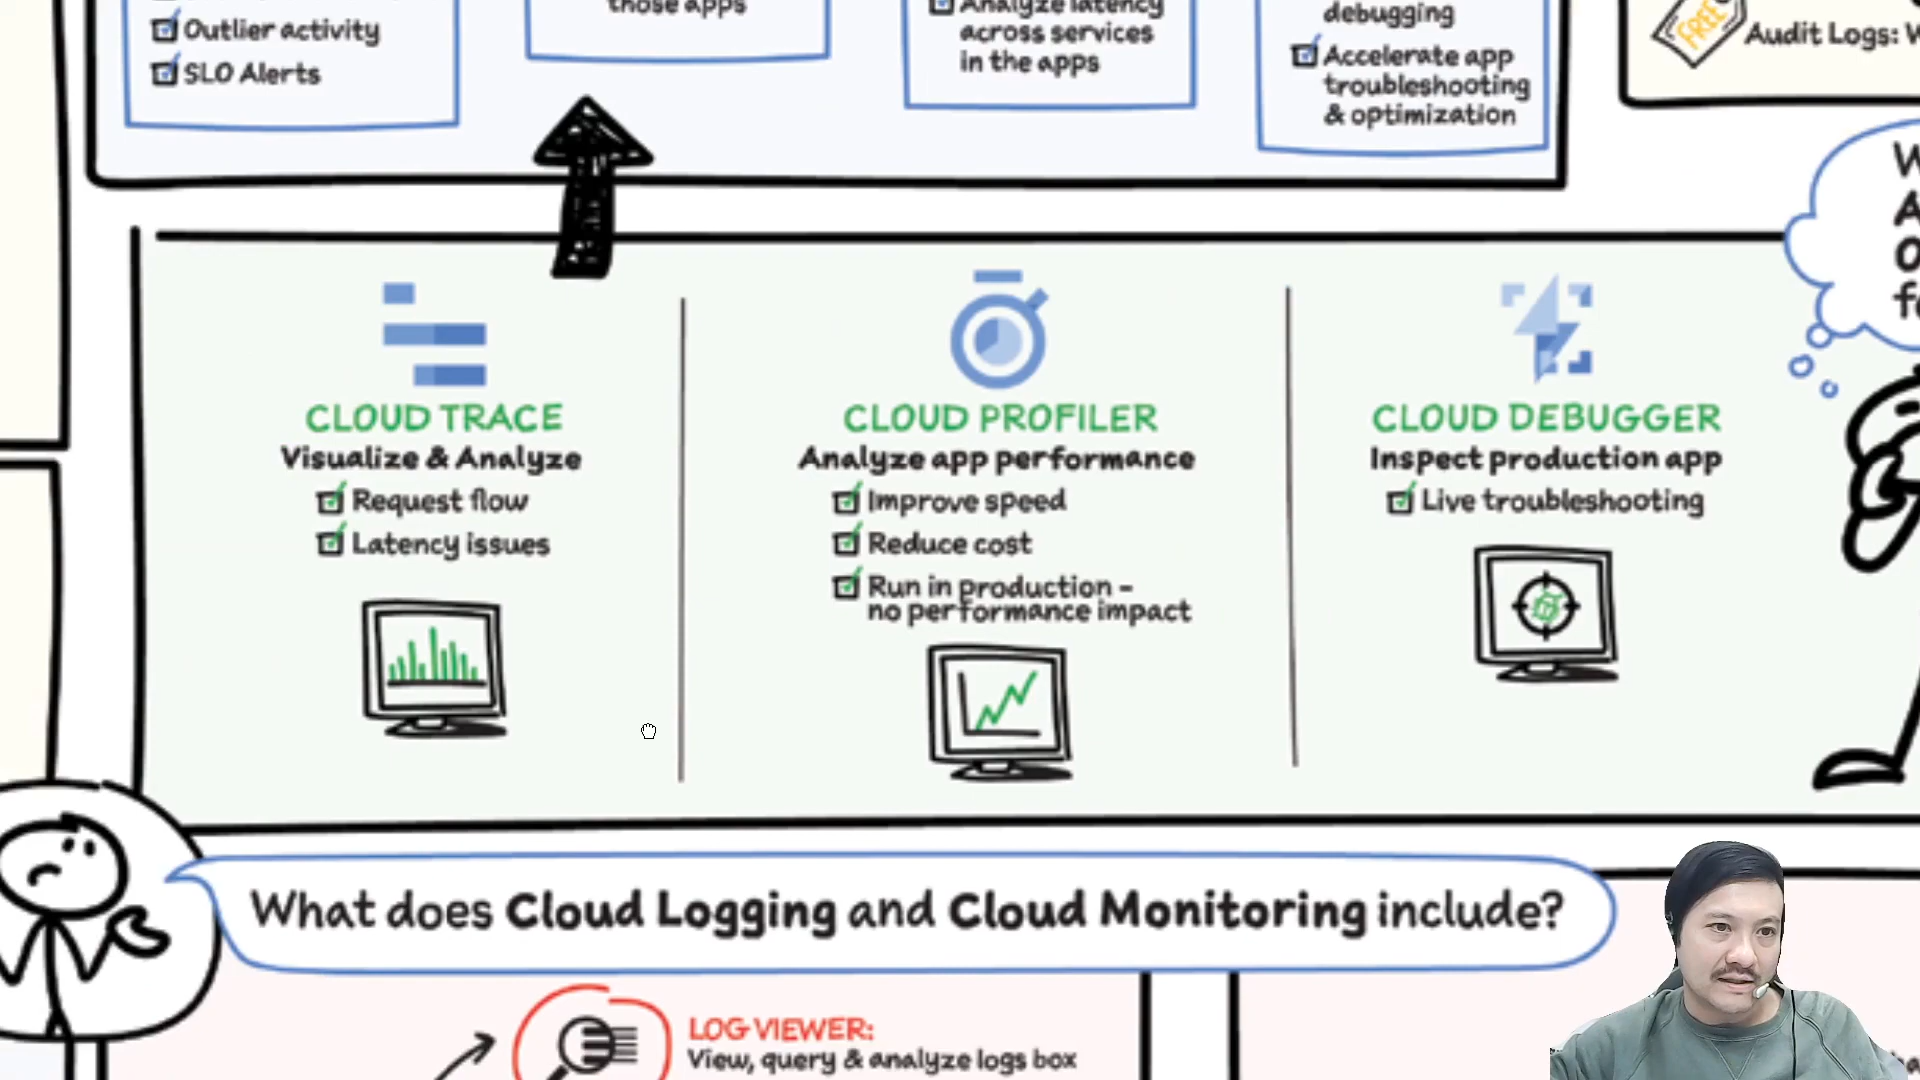 those apps
Outlier activity
SLO Alerts
Analyze latency
across services
in the apps
debugging
Accelerate app
troubleshooting
& optimization
FREE
Audit Logs:
CLOUD TRACE
Visualize & Analyze
Request flow
Latency issues
CLOUD PROFILER
Analyze app performance
Improve speed
Reduce cost
Run in production –
no performance impact
CLOUD DEBUGGER
Inspect production app
Live troubleshooting
What does Cloud Logging and Cloud Monitoring include?
LOG VIEWER:
View, query & analyze logs box